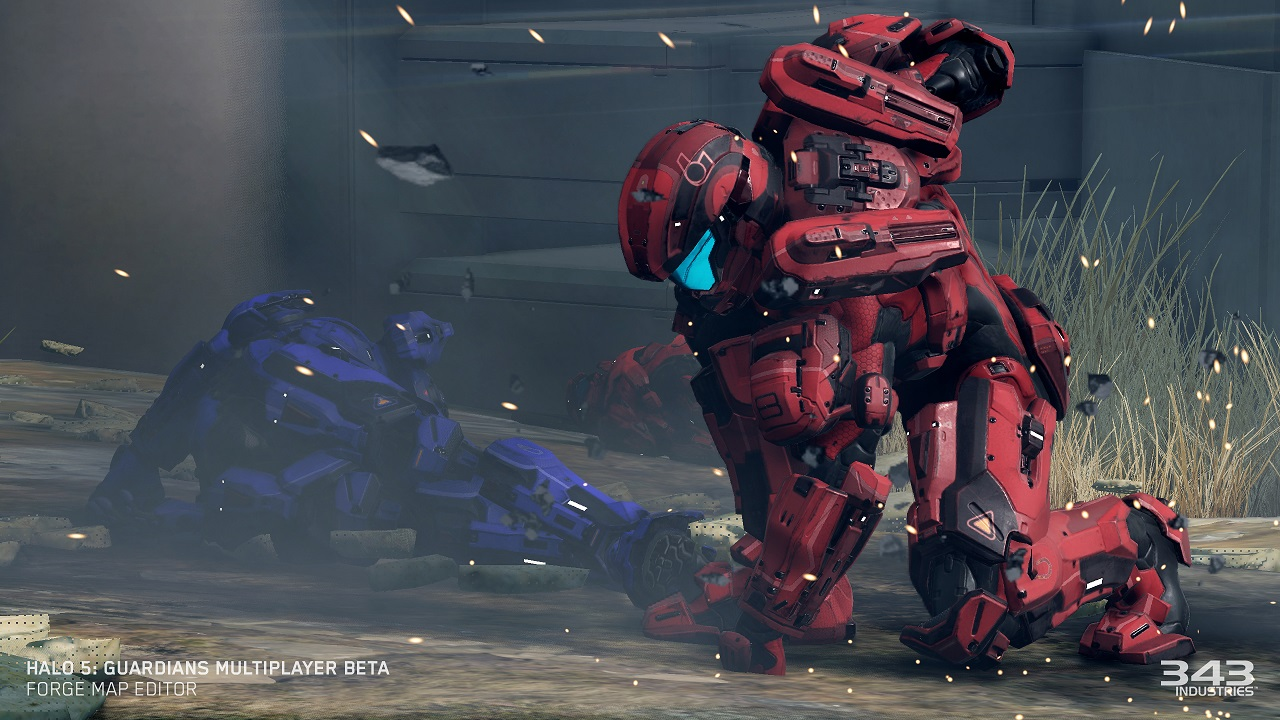 HALO 5: GUARDIANS MULTIPLAYER BETA
FORGE MAP EDITOR
343
INDUSTRIES